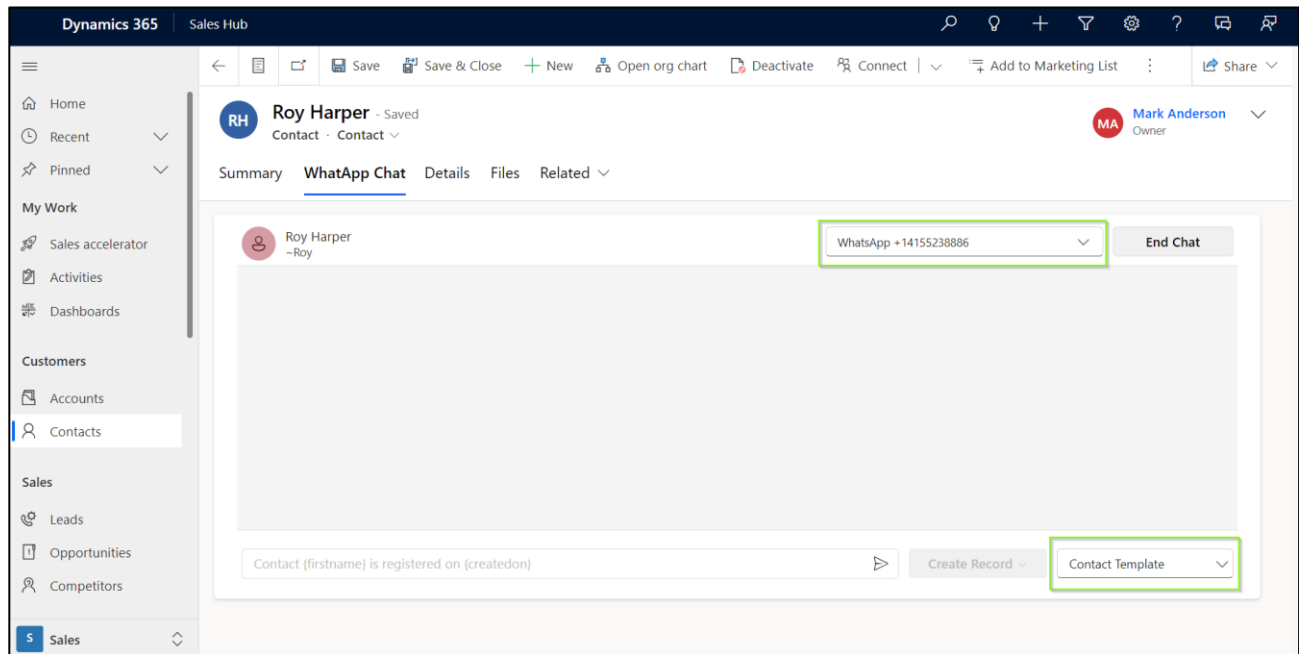 Dynamics 365 Sales Hub
Save Save & Close New Open org chart Deactivate Connect Add to Marketing List Share
Home
Recent
Pinned
My Work
Sales accelerator
Activities
Dashboards
Customers
Accounts
Contacts
Sales
Leads
Opportunities
Competitors
S Sales
RH Roy Harper - Saved
Contact · Contact
MA Mark Anderson
Owner
Summary WhatApp Chat Details Files Related
Roy Harper
~Roy
WhatsApp +14155238886
End Chat
Contact {firstname} is registered on {createdon}
Create Record
Contact Template